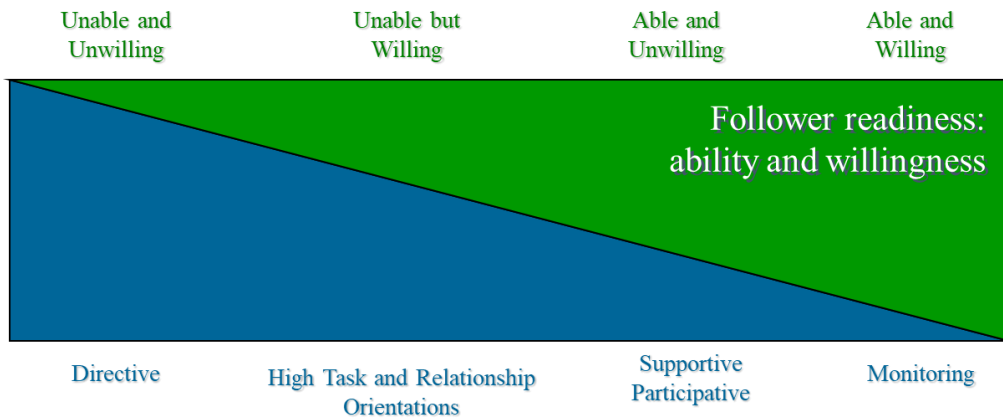 Unable and
Unwilling
Unable but
Willing
Able and
Unwilling
Able and
Willing
Follower readiness:
ability and willingness
Directive
High Task and Relationship
Orientations
Supportive
Participative
Monitoring